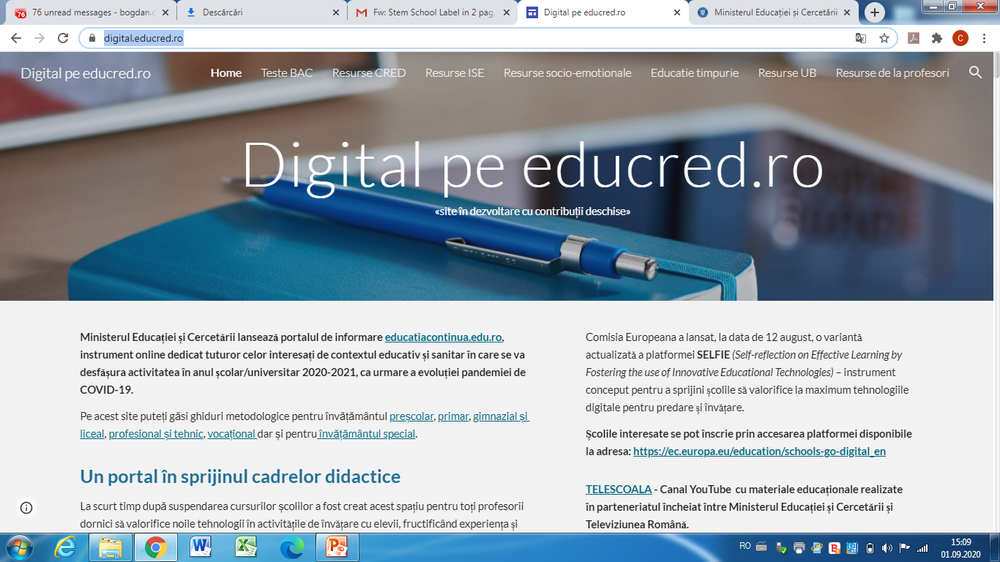 76 unread messages - bogdan.c
Descărcări
Fw: Stem School Label in 2 pag,
Digital pe educred.ro
Ministerul Educației și Cercetării
digital.educred.ro
C
Digital pe educred.ro
Home
Teste BAC
Resurse CRED
Resurse ISE
Resurse socio-emotionale
Educatie timpurie
Resurse UB
Resurse de la profesori
Digital pe educred.ro
«site în dezvoltare cu contribuții deschise»
Ministerul Educației și Cercetării lansează portalul de informare educatiacontinua.edu.ro,
instrument online dedicat tuturor celor interesați de contextul educativ și sanitar în care se va
desfășura activitatea în anul școlar/universitar 2020-2021, ca urmare a evoluției pandemiei de
COVID-19.
Pe acest site puteți găsi ghiduri metodologice pentru învățământul preșcolar, primar, gimnazial și
liceal, profesional și tehnic, vocațional dar și pentru învățământul special.
Un portal în sprijinul cadrelor didactice
La scurt timp după suspendarea cursurilor școlilor a fost creat acest spațiu pentru toți profesorii
dornici să valorifice noile tehnologii în activitățile de învățare cu elevii, fructificând experiența și
Comisia Europeana a lansat, la data de 12 august, o variantă
actualizată a platformei SELFIE (Self-reflection on Effective Learning by
Fostering the use of Innovative Educational Technologies) – instrument
conceput pentru a sprijini școlile să valorifice la maximum tehnologiile
digitale pentru predare și învățare.
Școlile interesate se pot înscrie prin accesarea platformei disponibile
la adresa: https://ec.europa.eu/education/schools-go-digital_en
TELESCOALA - Canal YouTube cu materiale educaționale realizate
în parteneriatul încheiat între Ministerul Educației și Cercetării și
Televiziunea Română.
RO
15:09
01.09.2020